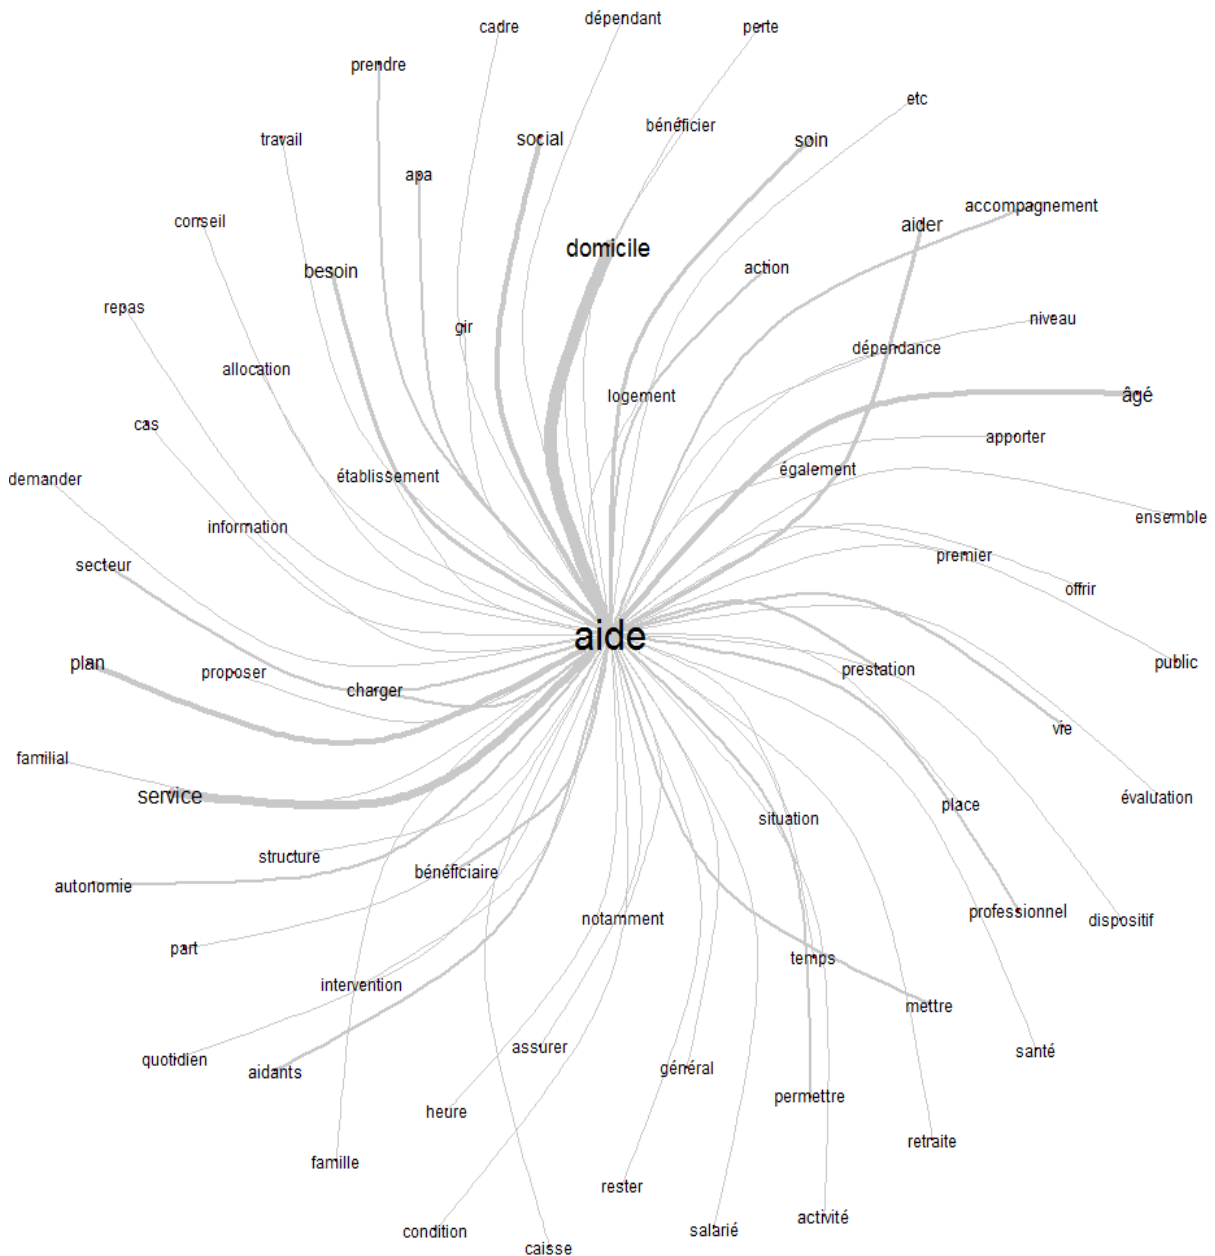 dépendant
cadre
perte
prendre
etc
bénéficier
travail
social
soin
apa
accompagnement
conseil
aider
domicile
besoin
action
repas
gir
niveau
dépendance
allocation
logement
âgé
cas
apporter
établissement
également
demander
information
ensemble
premier
secteur
offrir
aide
plan
public
proposer
prestation
charger
vie
familial
service
évaluation
place
situation
structure
bénéficiaire
autonomie
professionnel
notamment
dispositif
part
temps
intervention
mettre
assurer
santé
quotidien
général
aidants
permettre
heure
retraite
famille
rester
activité
salarié
condition
caisse